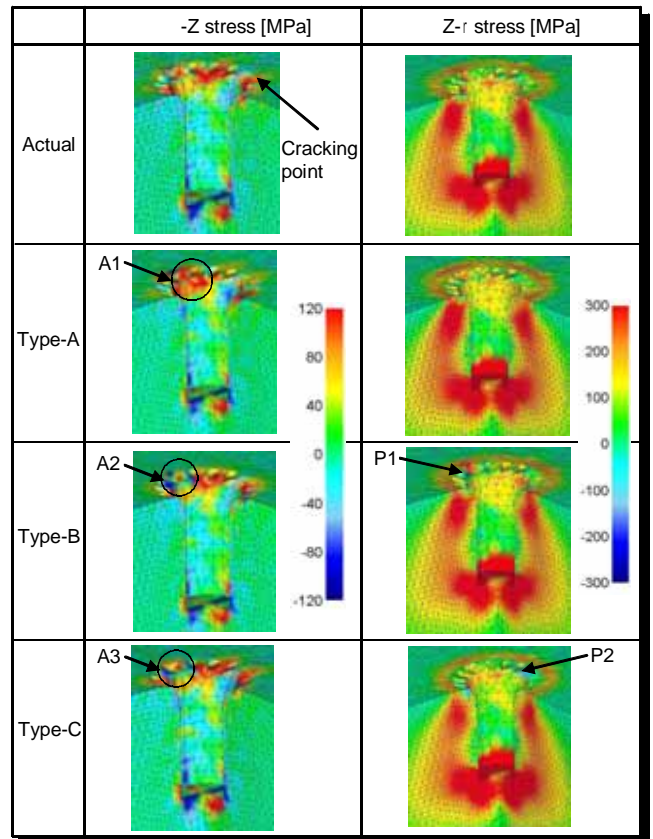 -Z stress [MPa]
Z-r stress [MPa]
Actual
Cracking
point
A1
Type-A
120
80
40
0
-40
-80
-120
300
200
100
0
-100
-200
-300
A2
P1
Type-B
A3
P2
Type-C